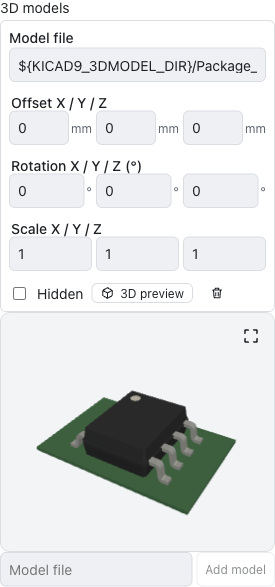 3D models
Model file
${KICAD9_3DMODEL_DIR}/Package_
Offset X / Y / Z
0 mm 0 mm 0 mm
Rotation X / Y / Z (°)
0 ° 0 ° 0 °
Scale X / Y / Z
1 1 1
Hidden 3D preview
Model file Add model